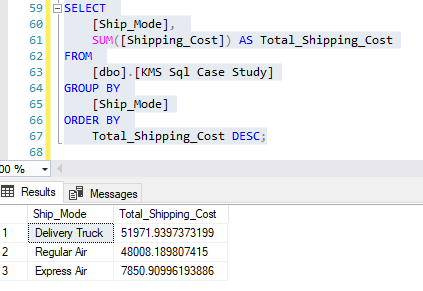 59 SELECT
60 [Ship_Mode],
61 SUM([Shipping_Cost]) AS Total_Shipping_Cost
62 FROM
63 [dbo].[KMS Sql Case Study]
64 GROUP BY
65 [Ship_Mode]
66 ORDER BY
67 Total_Shipping_Cost DESC;
68
00 %
Results Messages
Ship_Mode Total_Shipping_Cost
1 Delivery Truck 51971.9397373199
2 Regular Air 48008.189807415
3 Express Air 7850.90996193886